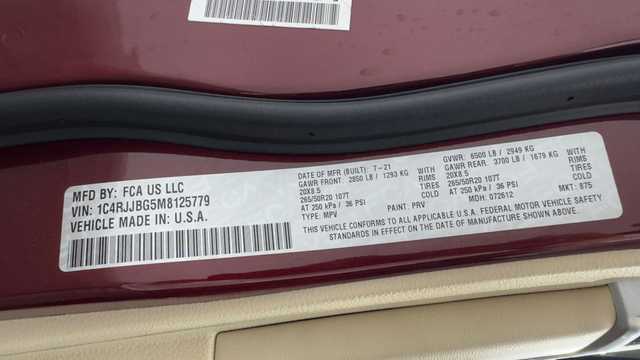 MFD BY: FCA US LLC
VIN: 1C4RJJBG5M8125779
VEHICLE MADE IN U.S.A.
DATE OF MFR (BUILT): 7-21
GAWR FRONT: 2850 LB / 1293 KG
20X8.5 RIMS
265/50R20 107T TIRES
AT 250 kPa / 36 PSI COLD
TYPE: MPV
PAINT: PRV
GVWR: 6500 LB / 2949 KG
GAWR REAR: 3700 LB / 1679 KG
20X8.5 RIMS
265/50R20 107T TIRES
AT 250 kPa / 36 PSI COLD
MDH: 072612
MKT: 875
THIS VEHICLE CONFORMS TO ALL APPLICABLE U.S.A. FEDERAL MOTOR VEHICLE SAFETY
STANDARDS IN EFFECT ON THE DATE OF MANUFACTURE SHOWN ABOVE.